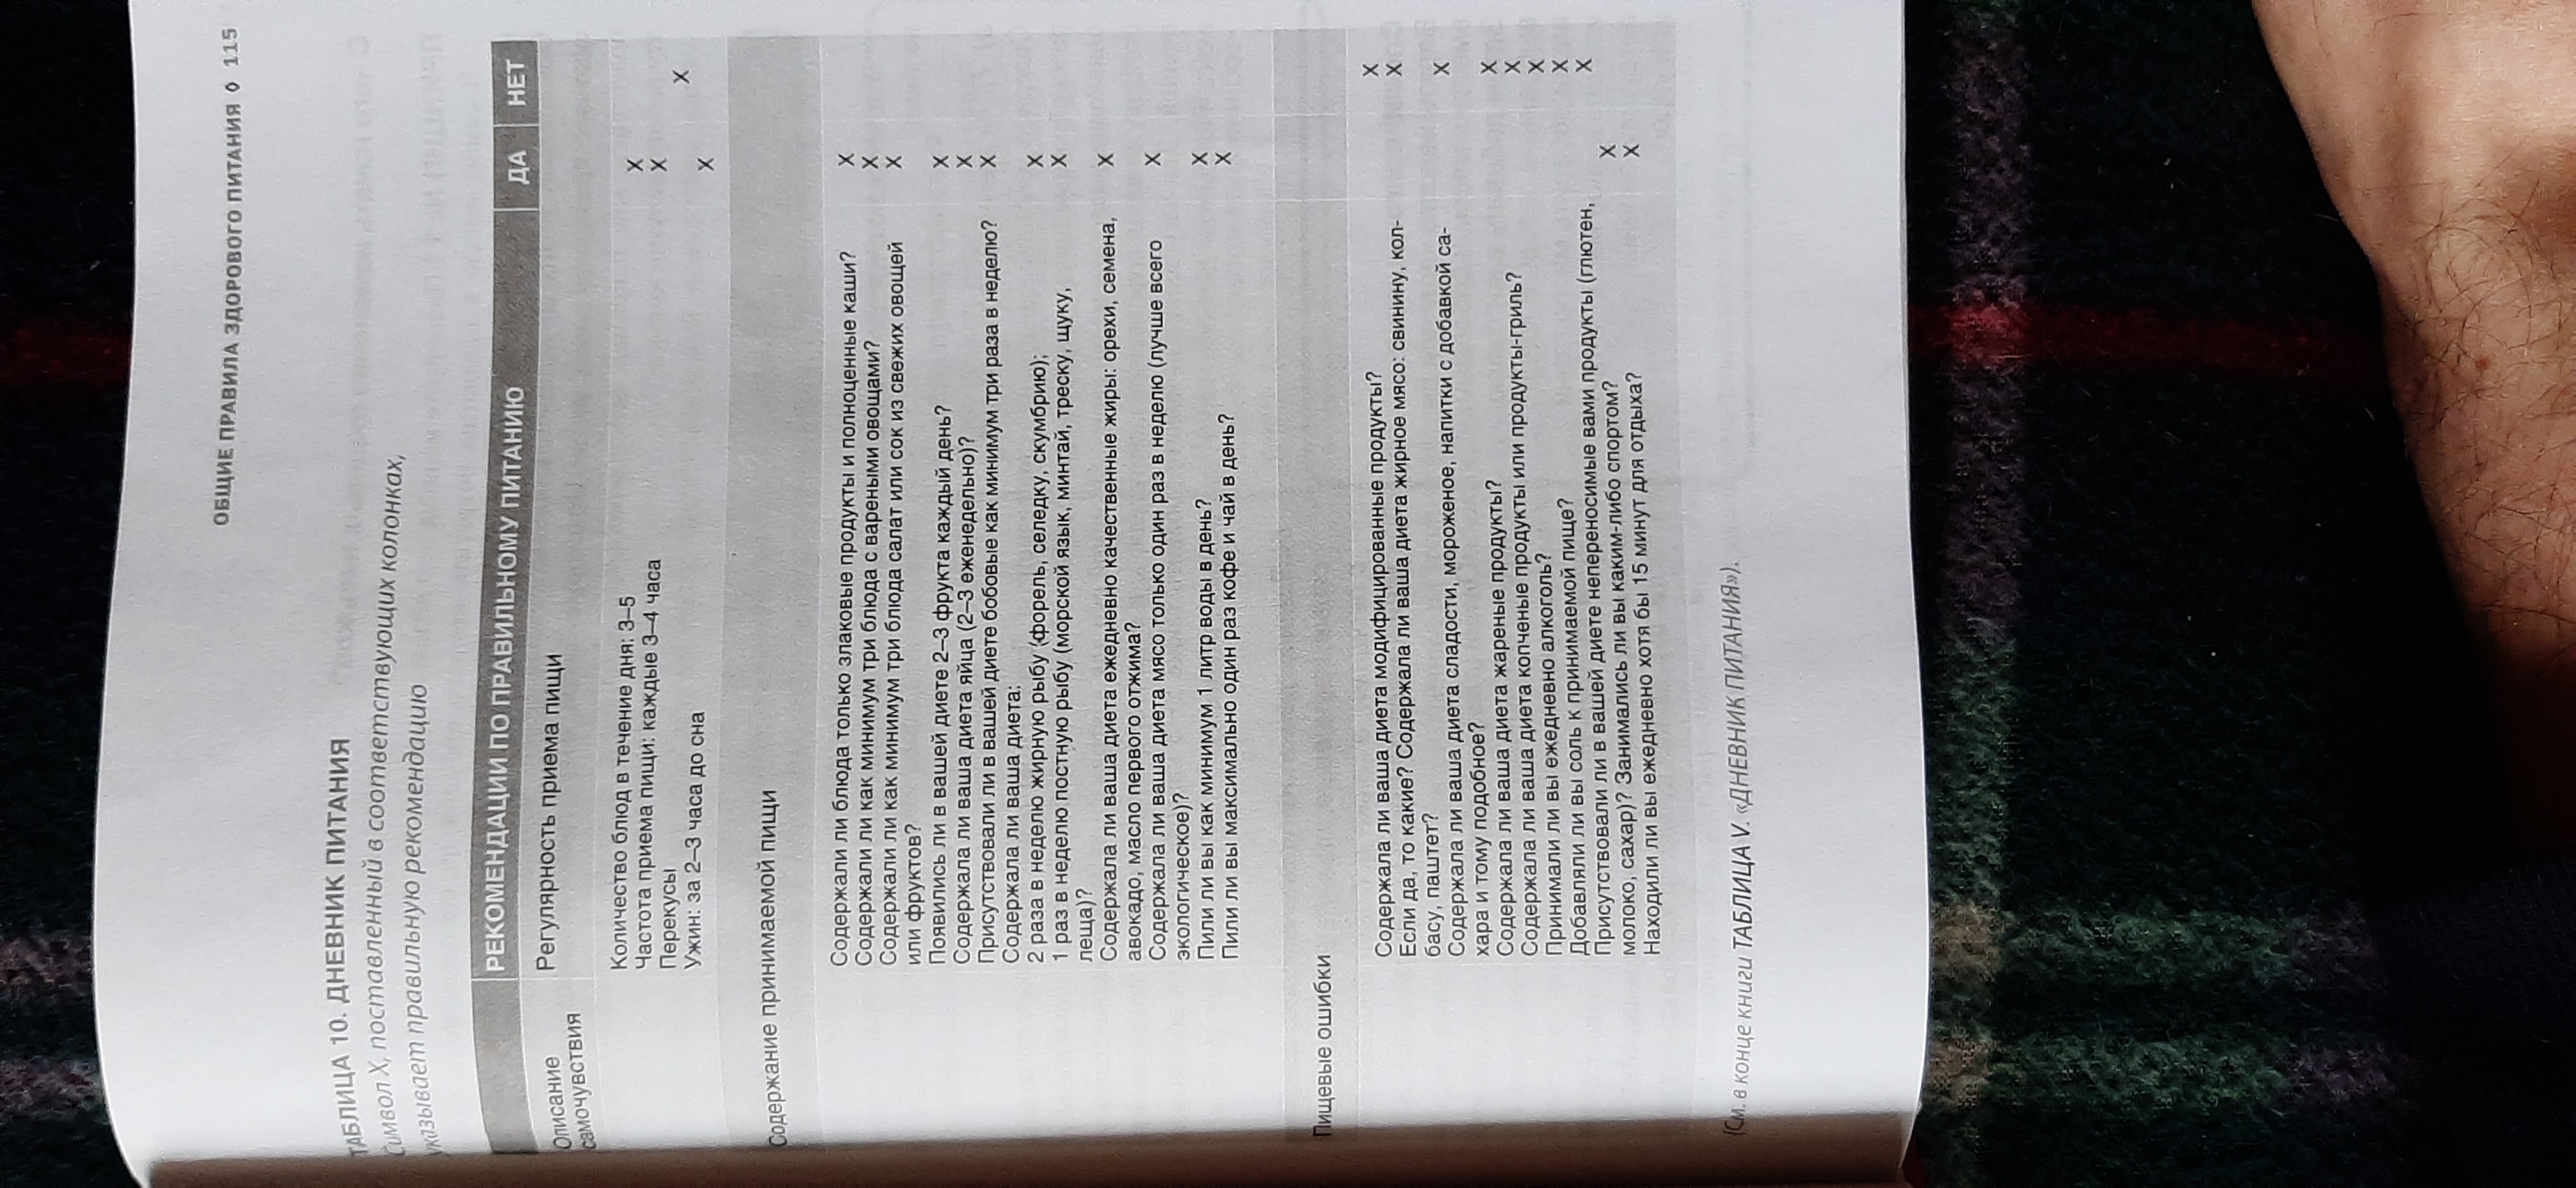 ОБЩИЕ ПРАВИЛА ЗДОРОВОГО ПИТАНИЯ ◊ 115
ТАБЛИЦА 10. ДНЕВНИК ПИТАНИЯ
Символ X, поставленный в соответствующих колонках,
указывает правильную рекомендацию
РЕКОМЕНДАЦИИ ПО ПРАВИЛЬНОМУ ПИТАНИЮ ДА НЕТ
Описание Регулярность приема пищи
самочувствия
Количество блюд в течение дня: 3–5 X
Частота приема пищи: каждые 3–4 часа X
Перекусы X
Ужин: за 2–3 часа до сна X
Содержание принимаемой пищи
Содержали ли блюда только злаковые продукты и полноценные каши? X
Содержали ли как минимум три блюда с вареными овощами? X
Содержали ли как минимум три блюда салат или сок из свежих овощей X
или фруктов?
Появились ли в вашей диете 2–3 фрукта каждый день? X
Содержала ли ваша диета яйца (2–3 еженедельно)? X
Присутствовали ли в вашей диете бобовые как минимум три раза в неделю? X
Содержала ли ваша диета:
2 раза в неделю жирную рыбу (форель, селедку, скумбрию); X
1 раз в неделю постную рыбу (морской язык, минтай, треску, щуку, X
леща)?
Содержала ли ваша диета ежедневно качественные жиры: орехи, семена, X
авокадо, масло первого отжима?
Содержала ли ваша диета мясо только один раз в неделю (лучше всего X
экологическое)?
Пили ли вы как минимум 1 литр воды в день? X
Пили ли вы максимально один раз кофе и чай в день? X
Пищевые ошибки
Содержала ли ваша диета модифицированные продукты? X
Если да, то какие? Содержала ли ваша диета жирное мясо: свинину, кол- X
басу, паштет?
Содержала ли ваша диета сладости, мороженое, напитки с добавкой са- X
хара и тому подобное?
Содержала ли ваша диета жареные продукты? X
Содержала ли ваша диета копченые продукты или продукты-гриль? X
Принимали ли вы ежедневно алкоголь? X
Добавляли ли вы соль к принимаемой пище? X
Присутствовали ли в вашей диете непереносимые вами продукты (глютен, X
молоко, сахар)? Занимались ли вы каким-либо спортом? X
Находили ли вы ежедневно хотя бы 15 минут для отдыха? X
(См. в конце книги ТАБЛИЦА V. «ДНЕВНИК ПИТАНИЯ»).